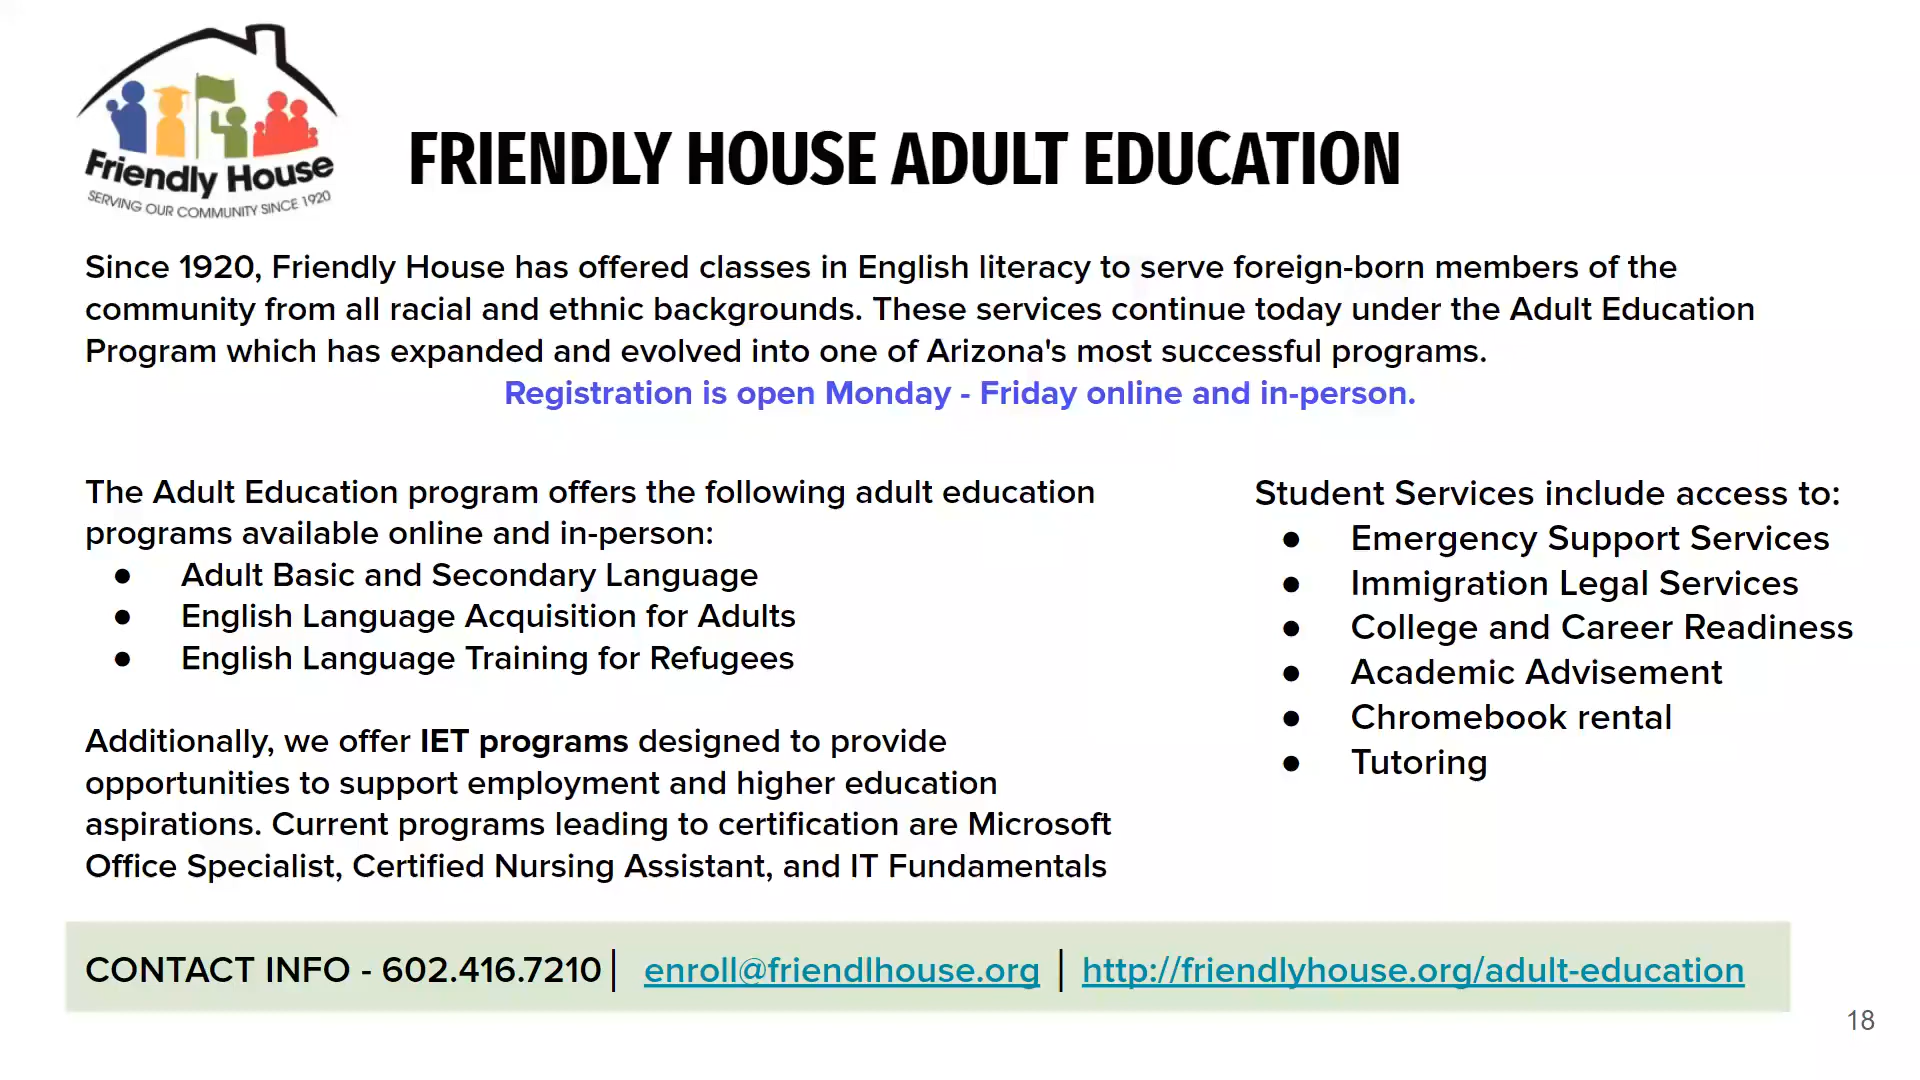 Friendly House
SERVING OUR COMMUNITY SINCE 1920
FRIENDLY HOUSE ADULT EDUCATION
Since 1920, Friendly House has offered classes in English literacy to serve foreign-born members of the
community from all racial and ethnic backgrounds. These services continue today under the Adult Education
Program which has expanded and evolved into one of Arizona's most successful programs.
Registration is open Monday - Friday online and in-person.
The Adult Education program offers the following adult education
programs available online and in-person:
● Adult Basic and Secondary Language
● English Language Acquisition for Adults
● English Language Training for Refugees
Additionally, we offer IET programs designed to provide
opportunities to support employment and higher education
aspirations. Current programs leading to certification are Microsoft
Office Specialist, Certified Nursing Assistant, and IT Fundamentals
Student Services include access to:
● Emergency Support Services
● Immigration Legal Services
● College and Career Readiness
● Academic Advisement
● Chromebook rental
● Tutoring
CONTACT INFO - 602.416.7210 | enroll@friendlhouse.org | http://friendlyhouse.org/adult-education
18